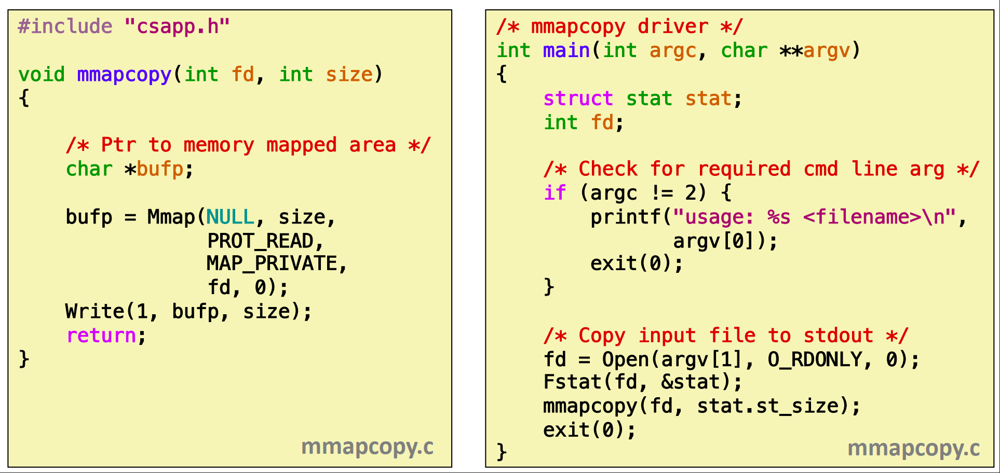 #include "csapp.h"
void mmapcopy(int fd, int size)
{
/* Ptr to memory mapped area */
char *bufp;
bufp = Mmap(NULL, size,
PROT_READ,
MAP_PRIVATE,
fd, 0);
Write(1, bufp, size);
return;
}
mmapcopy.c
/* mmapcopy driver */
int main(int argc, char **argv)
{
struct stat stat;
int fd;
/* Check for required cmd line arg */
if (argc != 2) {
printf("usage: %s <filename>\n",
argv[0]);
exit(0);
}
/* Copy input file to stdout */
fd = Open(argv[1], O_RDONLY, 0);
Fstat(fd, &stat);
mmapcopy(fd, stat.st_size);
exit(0);
}
mmapcopy.c